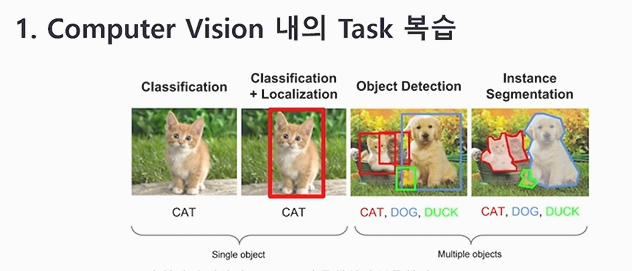 1. Computer Vision 내의 Task 복습
Classification
Classification + Localization
Object Detection
Instance Segmentation
CAT
CAT
CAT, DOG, DUCK
CAT, DOG, DUCK
Single object
Multiple objects